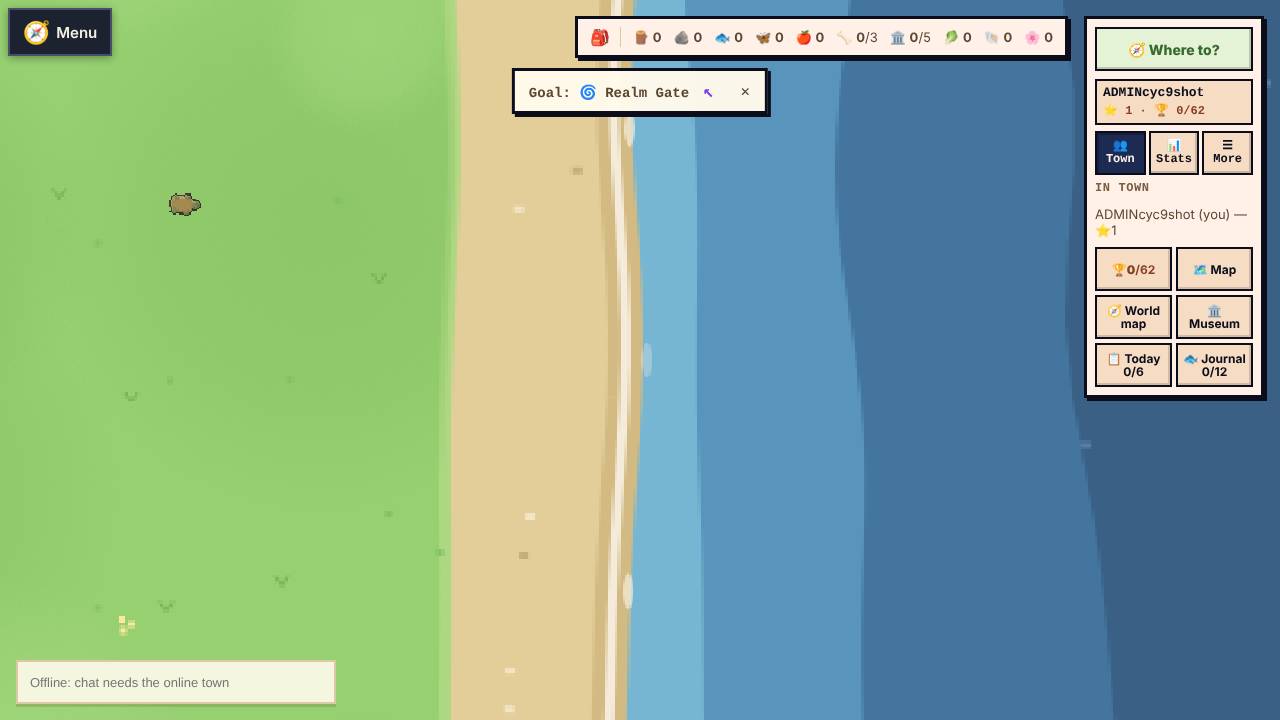 Menu
0 0 0 0 0 0/3 0/5 0 0 0
Goal: Realm Gate ×
Where to?
ADMINcyc9shot
1 · 0/62
Town Stats More
IN TOWN
ADMINcyc9shot (you) —
1
0/62 Map
World
map
Museum
Today
0/6
Journal
0/12
Offline: chat needs the online town